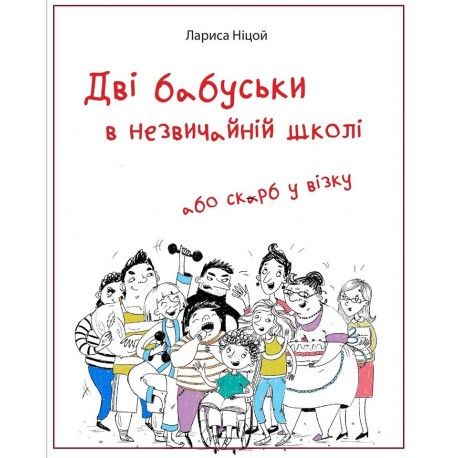 Лариса Ніцой
Дві бабуськи
в незвичайній школі
або скарб у візку